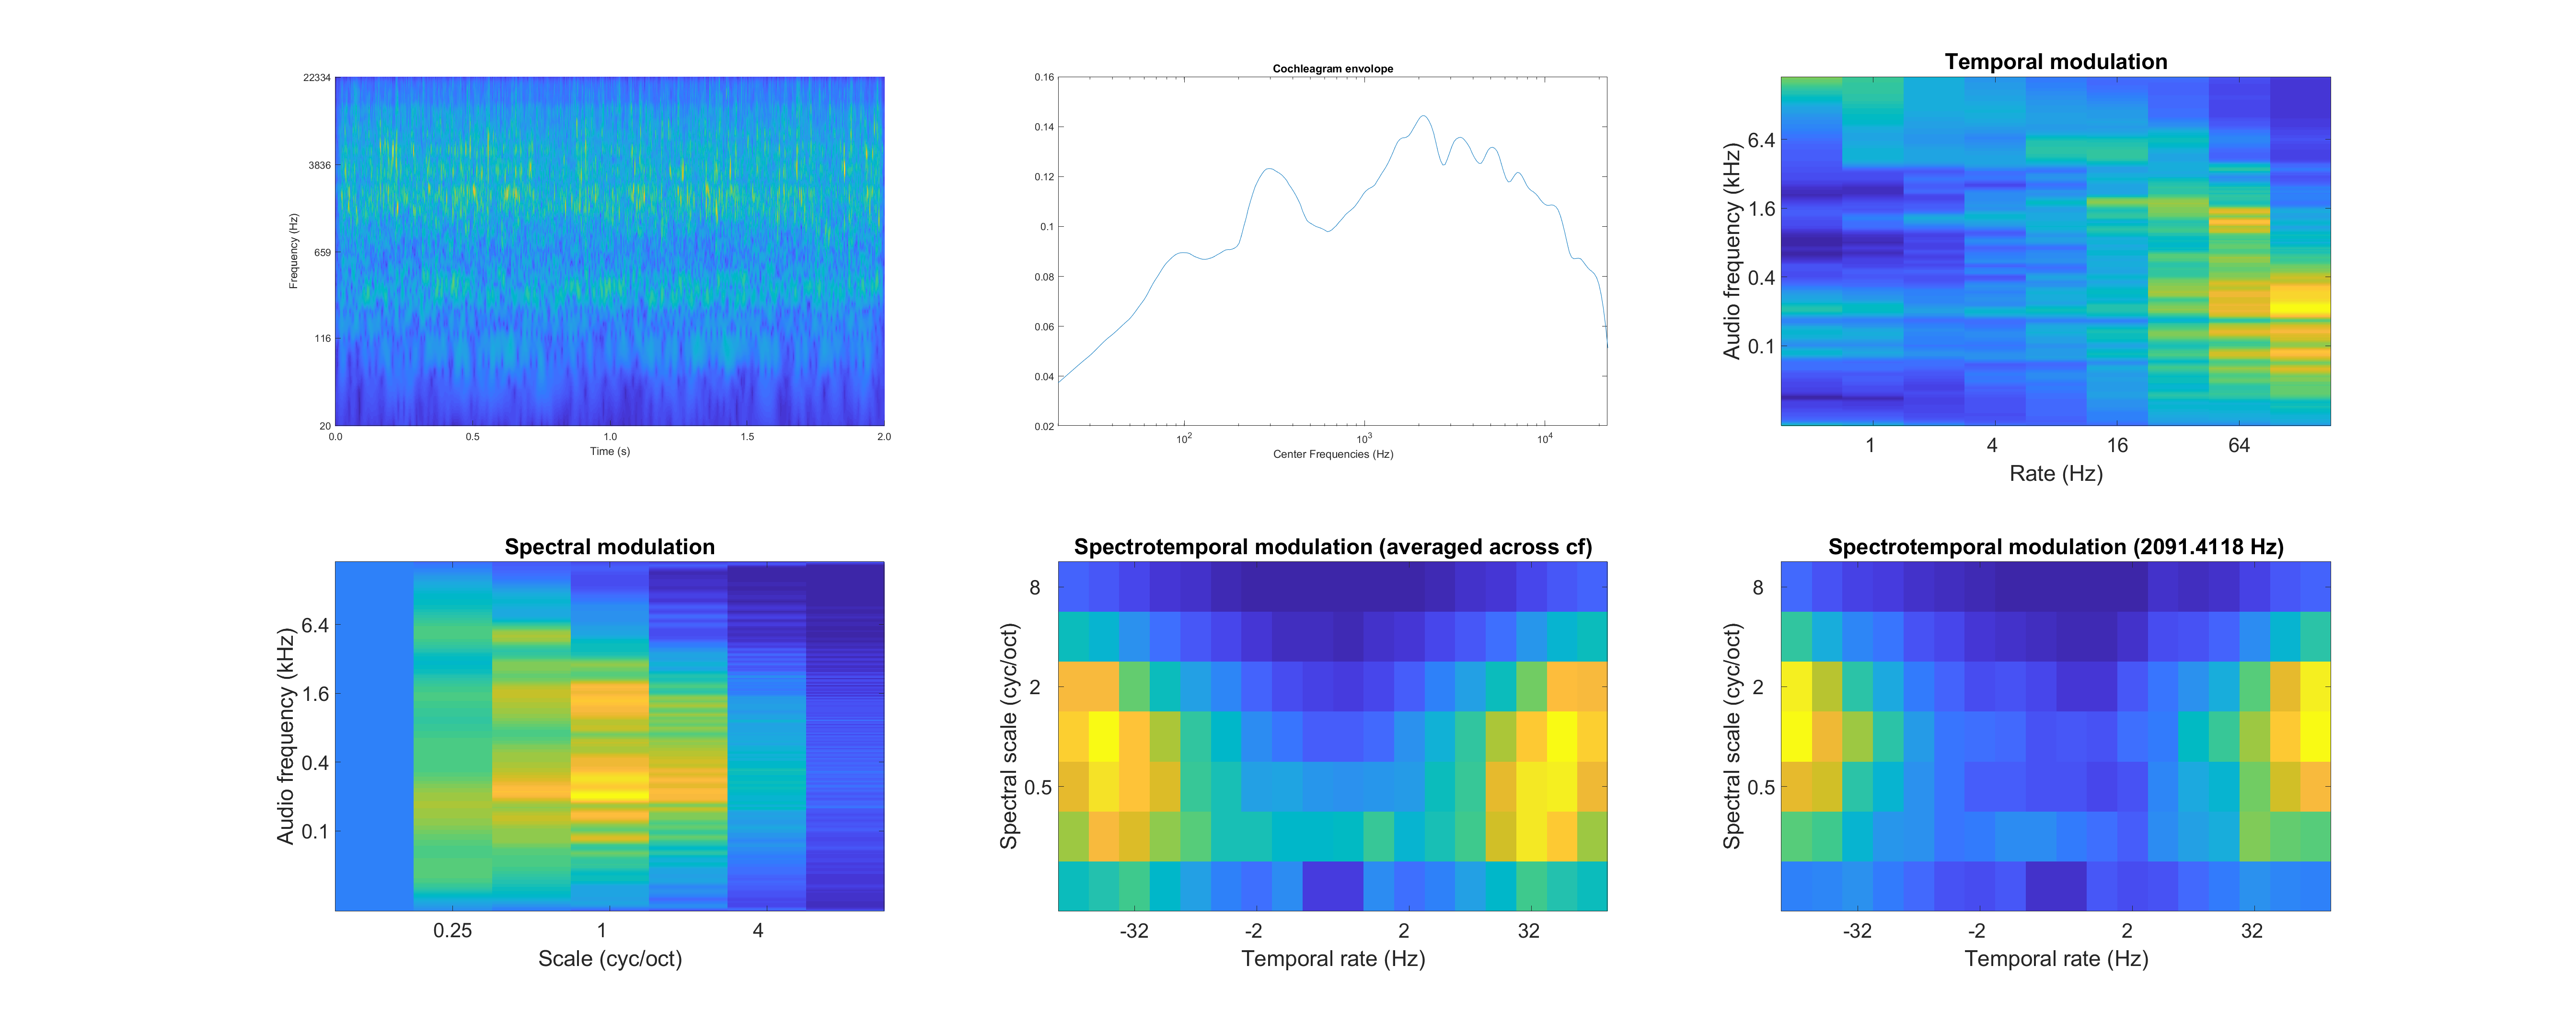 22334
3836
659
116
20
0.0 0.5 1.0 1.5 2.0
Frequency (Hz)
Time (s)
Cochleagram envolope
0.16
0.14
0.12
0.1
0.08
0.06
0.04
0.02
10² 10³ 10⁴
Center Frequencies (Hz)
Temporal modulation
6.4
1.6
0.4
0.1
1 4 16 64
Audio frequency (kHz)
Rate (Hz)
Spectral modulation
6.4
1.6
0.4
0.1
0.25 1 4
Audio frequency (kHz)
Scale (cyc/oct)
Spectrotemporal modulation (averaged across cf)
8
2
0.5
-32 -2 2 32
Spectral scale (cyc/oct)
Temporal rate (Hz)
Spectrotemporal modulation (2091.4118 Hz)
8
2
0.5
-32 -2 2 32
Spectral scale (cyc/oct)
Temporal rate (Hz)